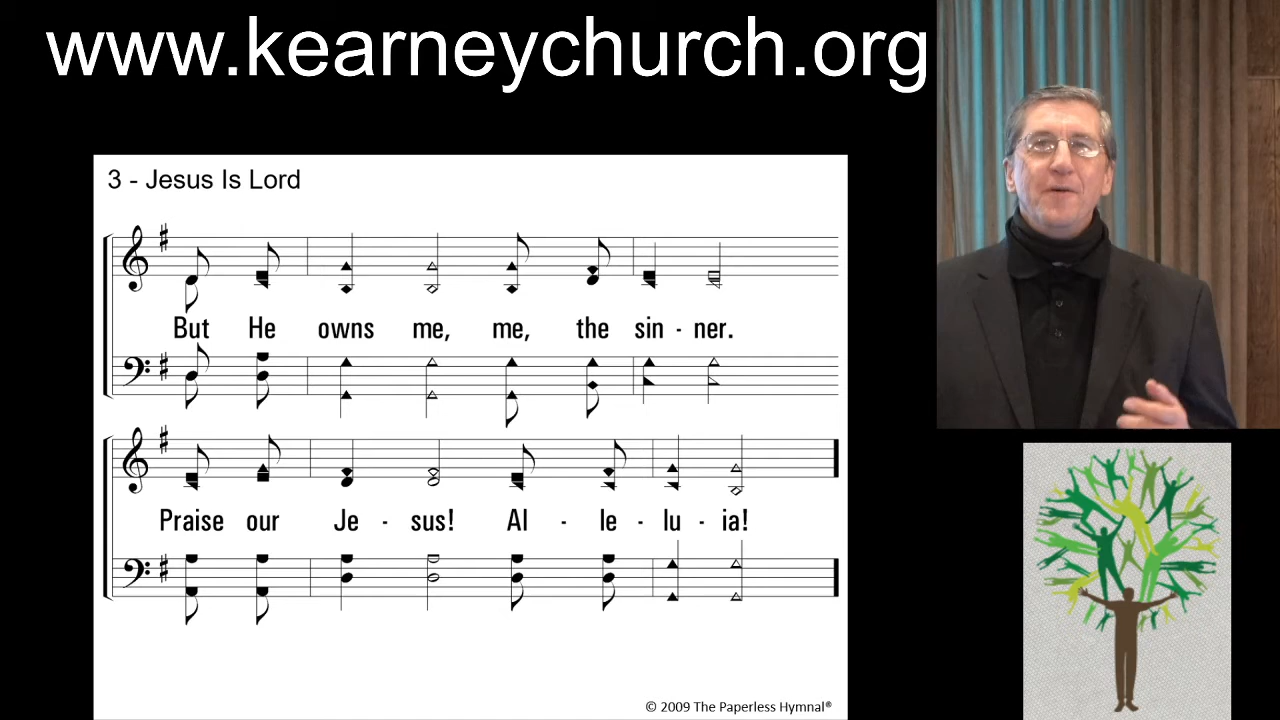 www.kearneychurch.org
3 - Jesus Is Lord
But He owns me, me, the sin - ner.
Praise our Je - sus! Al - le - lu - ia!
© 2009 The Paperless Hymnal®